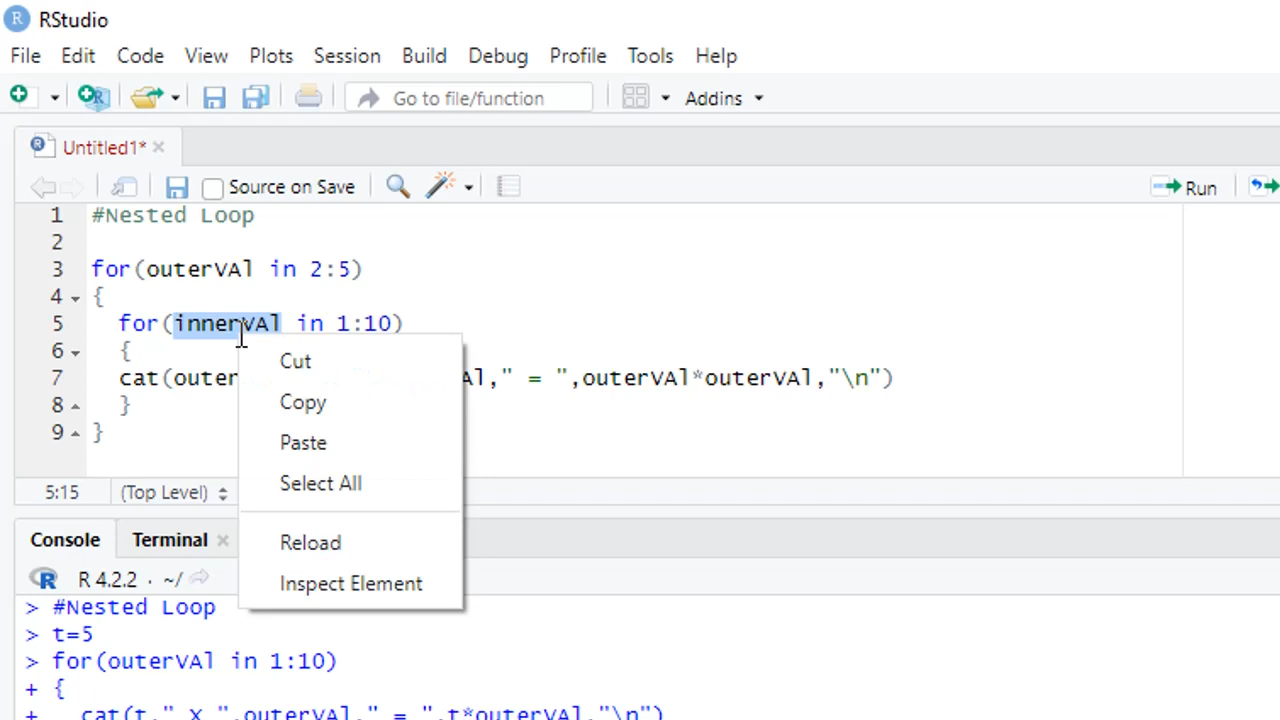 RStudio
File Edit Code View Plots Session Build Debug Profile Tools Help
Go to file/function Addins
Untitled1*
Source on Save Run
1 #Nested Loop
2
3 for(outerVAl in 2:5)
4 {
5 for(innerVAl in 1:10)
6 {
7 cat(outer Al," = ",outerVAl*outerVAl,"\n")
8 }
9 }
Cut
Copy
Paste
Select All
Reload
Inspect Element
5:15 (Top Level)
Console Terminal
R 4.2.2 . ~/
> #Nested Loop
> t=5
> for(outerVAl in 1:10)
+ {
+ cat(t," X ",outerVAl," = ",t*outerVAl,"\n")